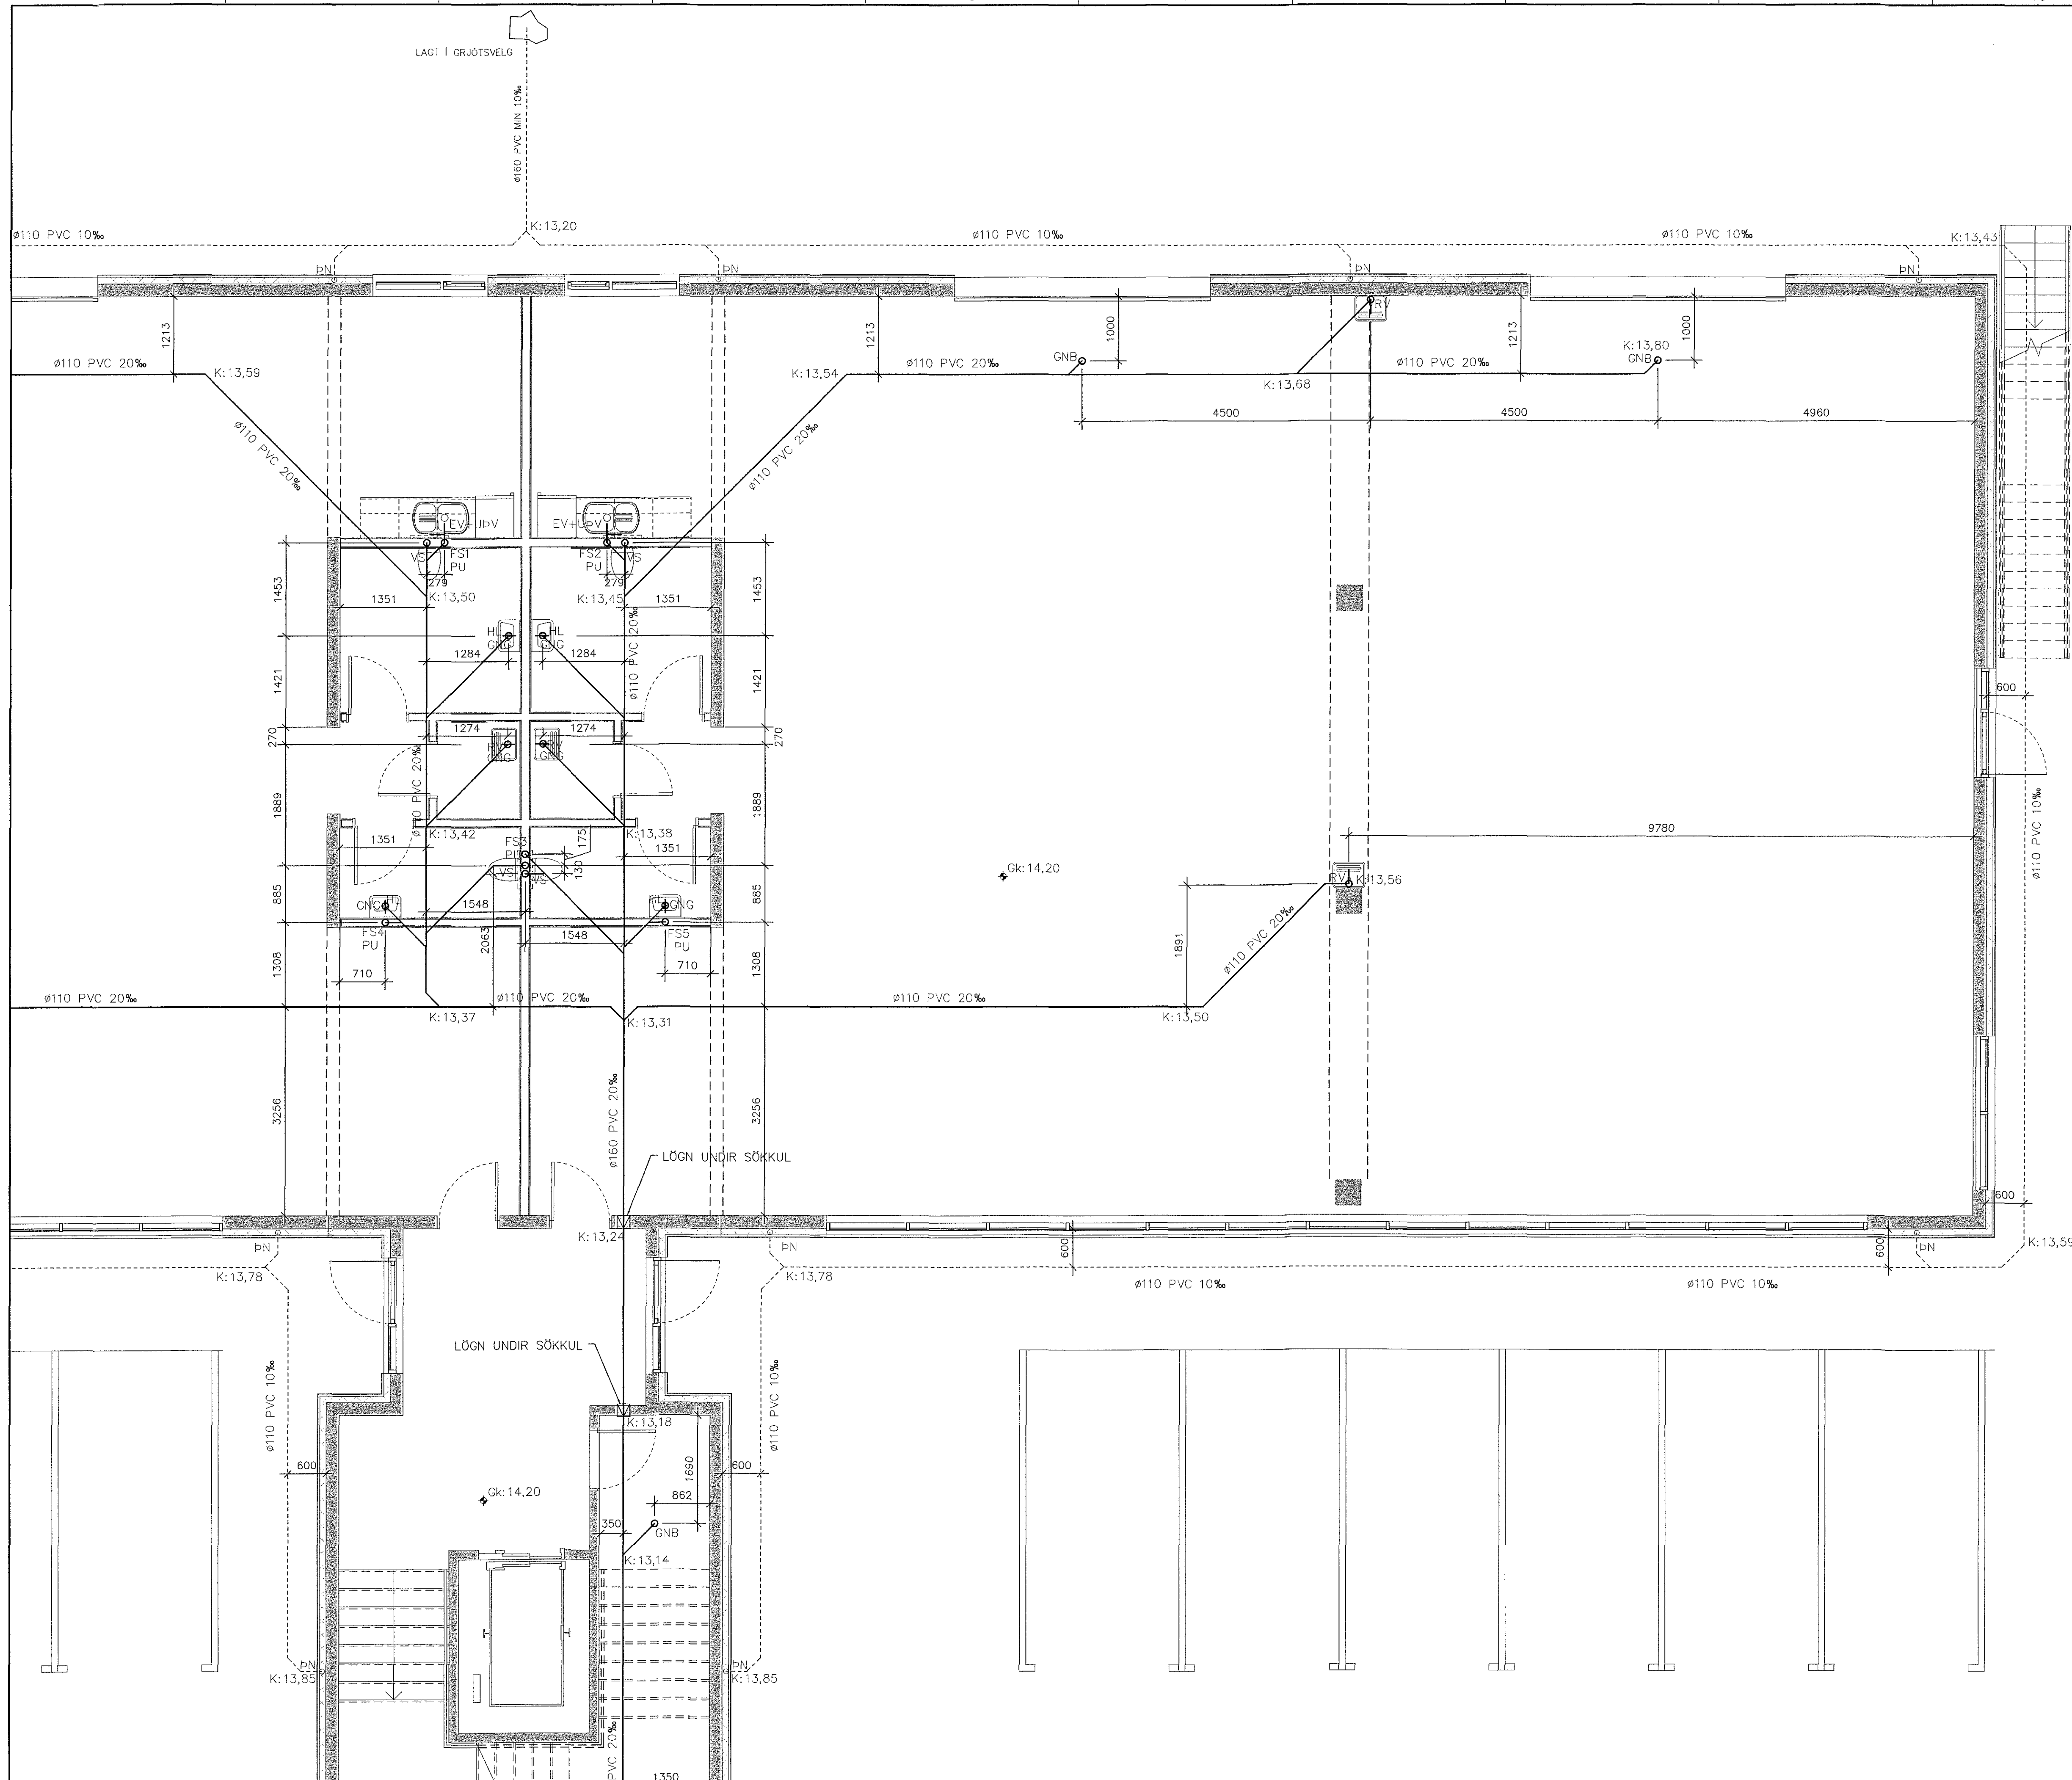 LAGT Í GRJÓTSVELG
ø160 PVC MIN 10‰
K:13,20
ø110 PVC 10‰
ø110 PVC 10‰
ø110 PVC 10‰
K:13,43
ÞN
ÞN
ÞN
ÞN
1213
1213
1000
RV
1213
1000
ø110 PVC 20‰
K:13,59
K:13,54
ø110 PVC 20‰
GNB
K:13,68
ø110 PVC 20‰
K:13,80
GNB
4500
4500
4960
ø110 PVC 20‰
ø110 PVC 20‰
EV+UÞV
EV+UÞV
VS
FS1
PU
FS2
PU
VS
279
279
1453
1351
K:13,50
K:13,45
1351
1453
ø110 PVC 20‰
HL
GNG
HL
GNG
1284
1284
1421
1421
600
270
1274
1274
270
RV
GNG
RV
GNG
ø110 PVC 20‰
1889
1889
ø110 PVC 10‰
K:13,42
K:13,38
9780
1351
FS3
PU
175
1351
130
VS
VS
Gk:14,20
RV
K:13,56
885
885
GNG
HL
HL
GNG
1548
1548
FS4
PU
FS5
PU
2063
1891
ø110 PVC 20‰
1308
710
710
1308
ø110 PVC 20‰
ø110 PVC 20‰
ø110 PVC 20‰
K:13,37
K:13,31
K:13,50
3256
3256
ø160 PVC 20‰
LÖGN UNDIR SÖKKUL
600
K:13,24
ÞN
ÞN
600
600
ÞN
K:13,59
K:13,78
K:13,78
ø110 PVC 10‰
ø110 PVC 10‰
LÖGN UNDIR SÖKKUL
ø110 PVC 10‰
ø110 PVC 10‰
K:13,18
1690
600
600
Gk:14,20
862
350
GNB
K:13,14
ÞN
K:13,85
ÞN
K:13,85
PVC 20‰
1350